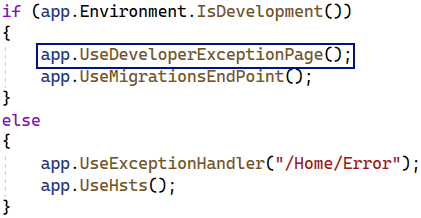 if (app.Environment.IsDevelopment())
{
    app.UseDeveloperExceptionPage();
    app.UseMigrationsEndPoint();
}
else
{
    app.UseExceptionHandler("/Home/Error");
    app.UseHsts();
}